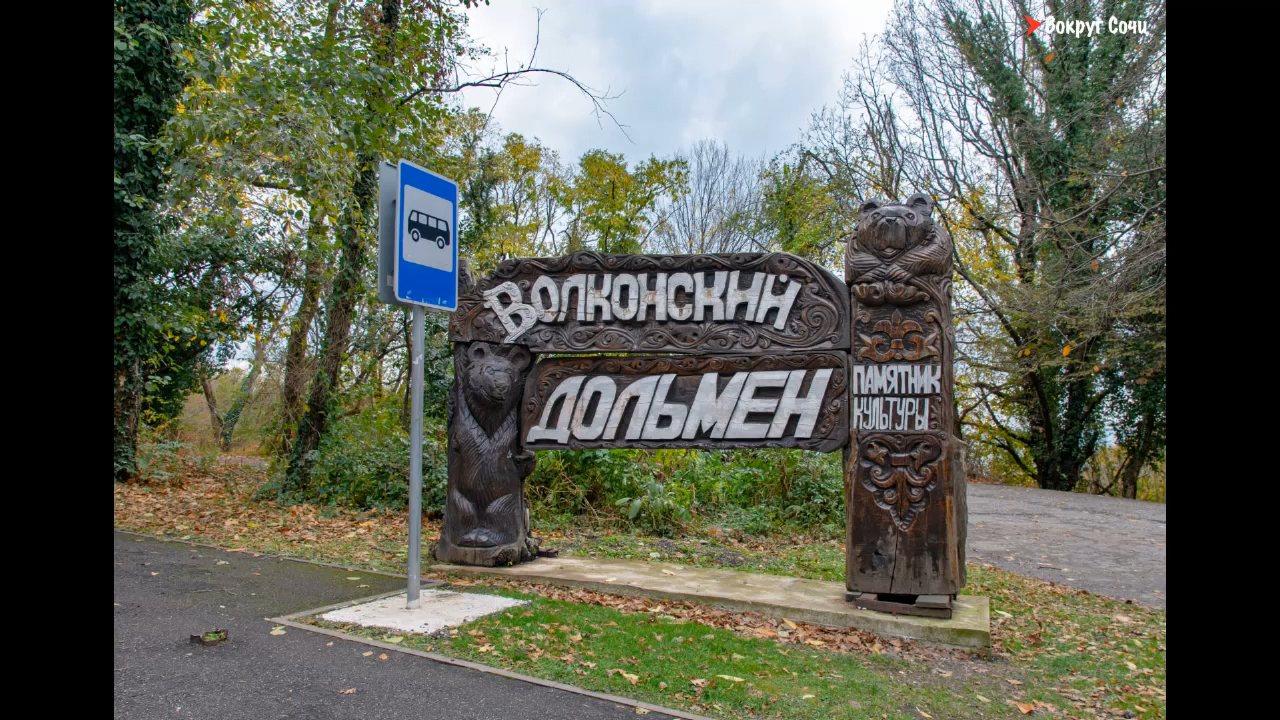 Вокруг Сочи
Волконский
ДОЛЬМЕН
ПАМЯТНИК
КУЛЬТУРЫ